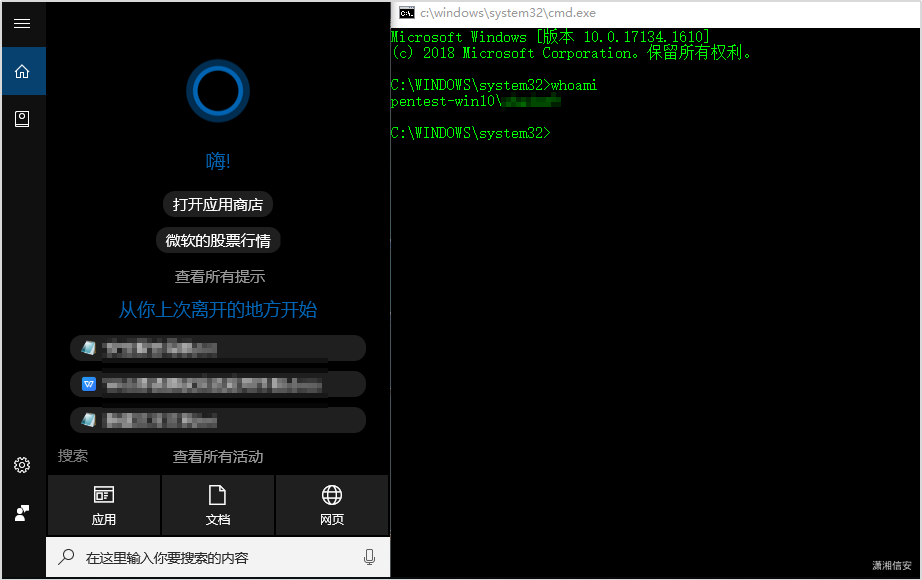 嗨!
打开应用商店
微软的股票行情
查看所有提示
从你上次离开的地方开始
搜索
查看所有活动
应用
文档
网页
在这里输入你要搜索的内容
c:\windows\system32\cmd.exe
Microsoft Windows [版本 10.0.17134.1610]
(c) 2018 Microsoft Corporation。保留所有权利。
C:\WINDOWS\system32>whoami
pentest-win10\
C:\WINDOWS\system32>
潇湘信安